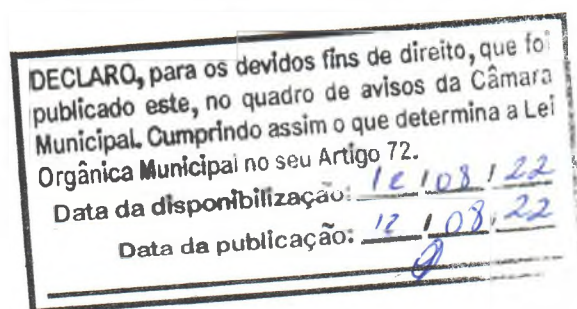 DECLARO, para os devidos fins de direito, que foi
publicado este, no quadro de avisos da Câmara
Municipal. Cumprindo assim o que determina a Lei
Orgânica Municipal no seu Artigo 72.
Data da disponibilização: 12 / 08 / 22
Data da publicação: 12 / 08 / 22